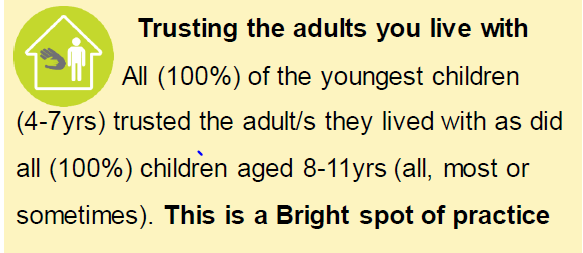 Trusting the adults you live with
All (100%) of the youngest children
(4-7yrs) trusted the adult/s they lived with as did
all (100%) children aged 8-11yrs (all, most or
sometimes). This is a Bright spot of practice